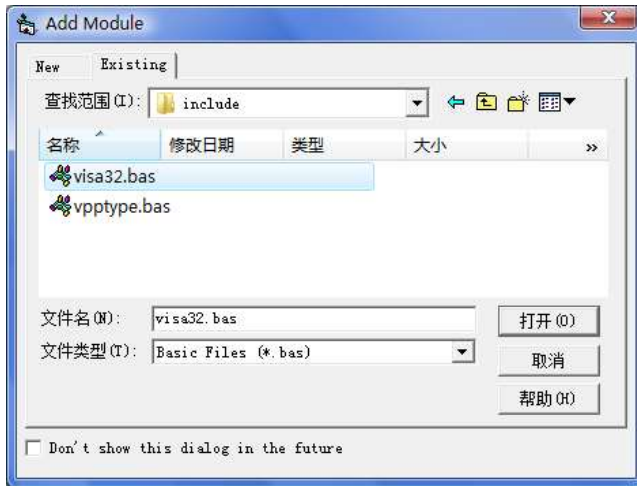 Add Module
New Existing
查找范围(I): include
名称 修改日期 类型 大小 »
visa32.bas
vpptype.bas
文件名(N): visa32.bas 打开(O)
文件类型(T): Basic Files (*.bas) 取消
帮助(H)
Don't show this dialog in the future